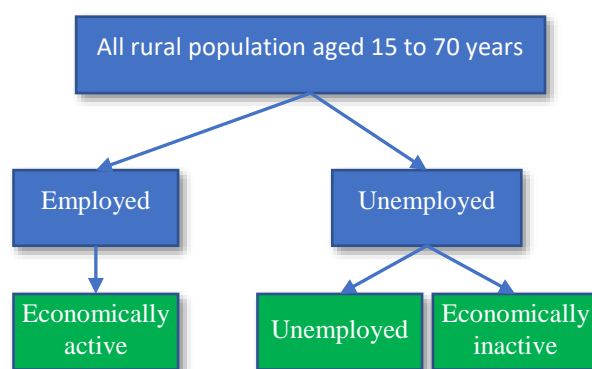 All rural population aged 15 to 70 years
Employed
Unemployed
Economically
active
Unemployed
Economically
inactive